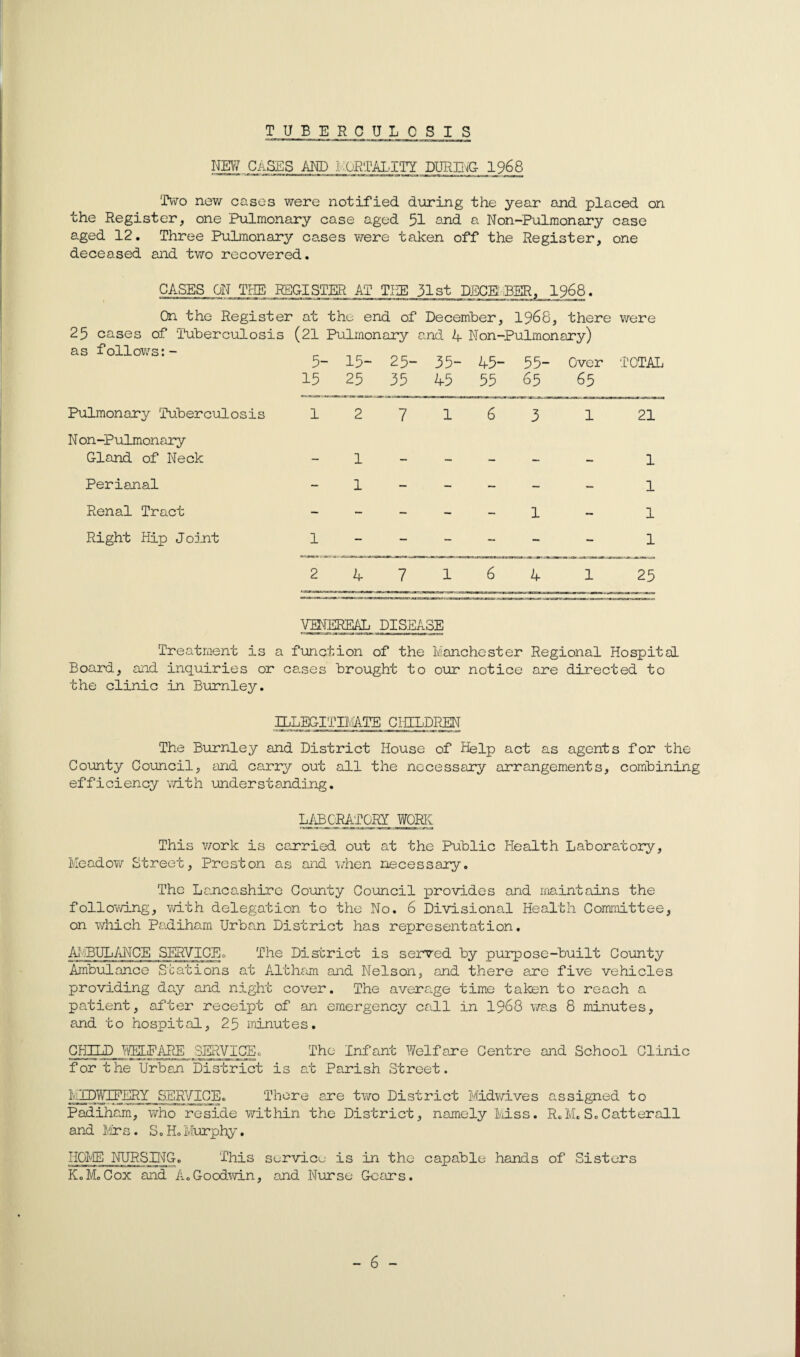 TUBERCULOSIS
NEW CASES AND MORTALITY DURING 1968
Two new cases were notified during the year and placed on
the Register, one Pulmonary case aged 51 and a Non-Pulmonary case
aged 12. Three Pulmonary cases were taken off the Register, one
deceased and two recovered.
CASES ON THE REGISTER AT THE 31st DECEMBER, 1968.
On the Register at the end of December, 1968, there were
25 cases of Tuberculosis (21 Pulmonary and 4 Non-Pulmonary)
as follows:-
5- 15- 25- 35- 45- 55- Over TOTAL
15 25 35 45 55 65 65
Pulmonary Tuberculosis 1 2 7 1 6 3 1 21
Non-Pulmonary
Gland of Neck - 1 - - - - - 1
Perianal - 1 - - - - - 1
Renal Tract - - - - - 1 - 1
Right Hip Joint 1 - - - - - - 1
2 4 7 1 6 4 1 25
VENEREAL DISEASE
Treatment is a function of the Manchester Regional Hospital
Board, and inquiries or cases brought to our notice are directed to
the clinic in Burnley.
ILLEGITIMATE CHILDREN
The Burnley and District House of Help act as agents for the
County Council, and carry out all the necessary arrangements, combining
efficiency with understanding.
LABORATORY WORK
This work is carried out at the Public Health Laboratory,
Meadow Street, Preston as and when necessary.
The Lancashire County Council provides and maintains the
following, with delegation to the No. 6 Divisional Health Committee,
on which Padiham Urban District has representation.
AMBULANCE SERVICE. The District is served by purpose-built County
Ambulance Stations at Altham and Nelson, and there are five vehicles
providing day and night cover. The average time taken to reach a
patient, after receipt of an emergency call in 1968 was 8 minutes,
and to hospital, 25 minutes.
CHILD WELFARE SERVICE. The Infant Welfare Centre and School Clinic
for the Urban District is at Parish Street.
MIDWIFERY SERVICE. There are two District Midwives assigned to
Padiham, who reside within the District, namely Miss. R.M.S.Catterall
and Mrs. S.H.Murphy.
HOME NURSING. This service is in the capable hands of Sisters
K.M.Cox and A.Goodwin, and Nurse Gears.
- 6 -